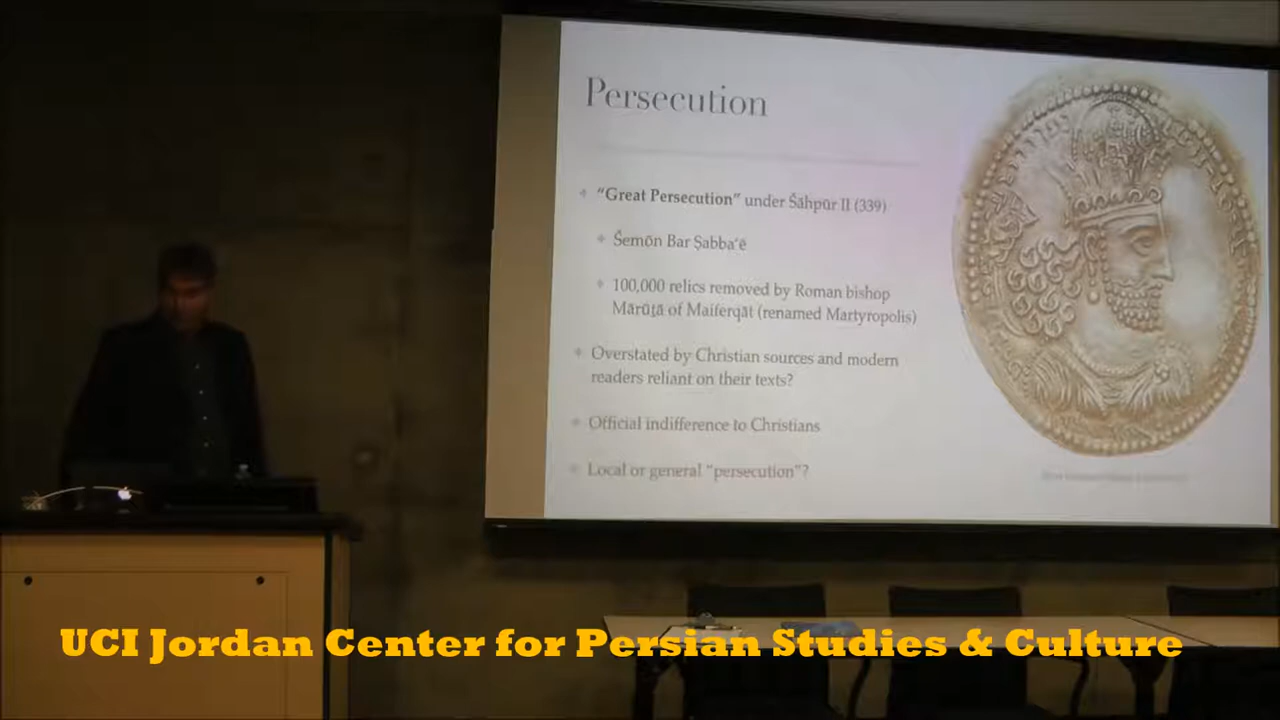 Persecution
“Great Persecution” under Šāhpūr II (339)
Šemōn Bar Ṣabbaʿē
100,000 relics removed by Roman bishop
Mārūṯā of Maiferqāṭ (renamed Martyropolis)
Overstated by Christian sources and modern
readers reliant on their texts?
Official indifference to Christians
Local or general “persecution”?
UCI Jordan Center for Persian Studies & Culture